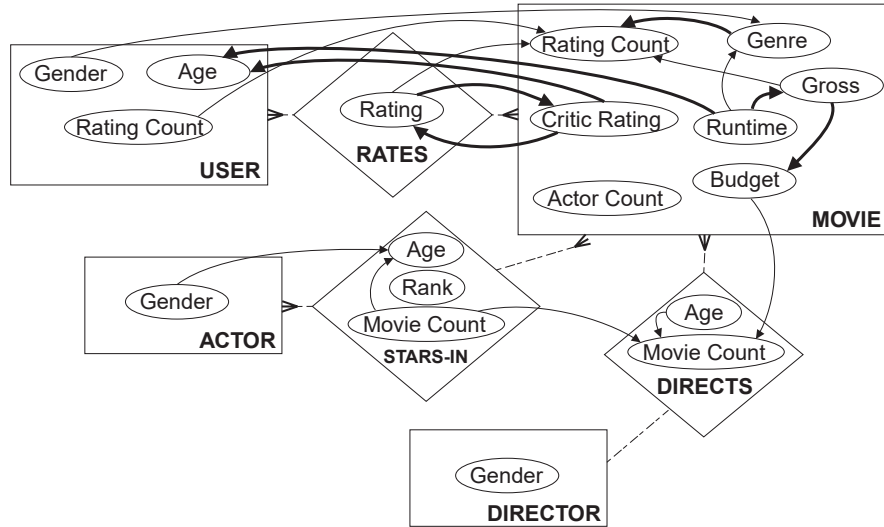 Gender
Age
Rating Count
USER
Rating
RATES
Rating Count
Genre
Gross
Critic Rating
Runtime
Budget
Actor Count
MOVIE
Gender
ACTOR
Age
Rank
Movie Count
STARS-IN
Age
Movie Count
DIRECTS
Gender
DIRECTOR